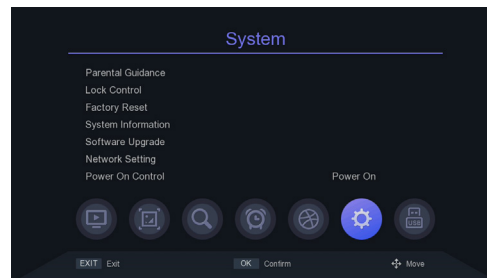 System
Parental Guidance
Lock Control
Factory Reset
System Information
Software Upgrade
Network Setting
Power On Control Power On
USB
EXIT Exit OK Confirm Move